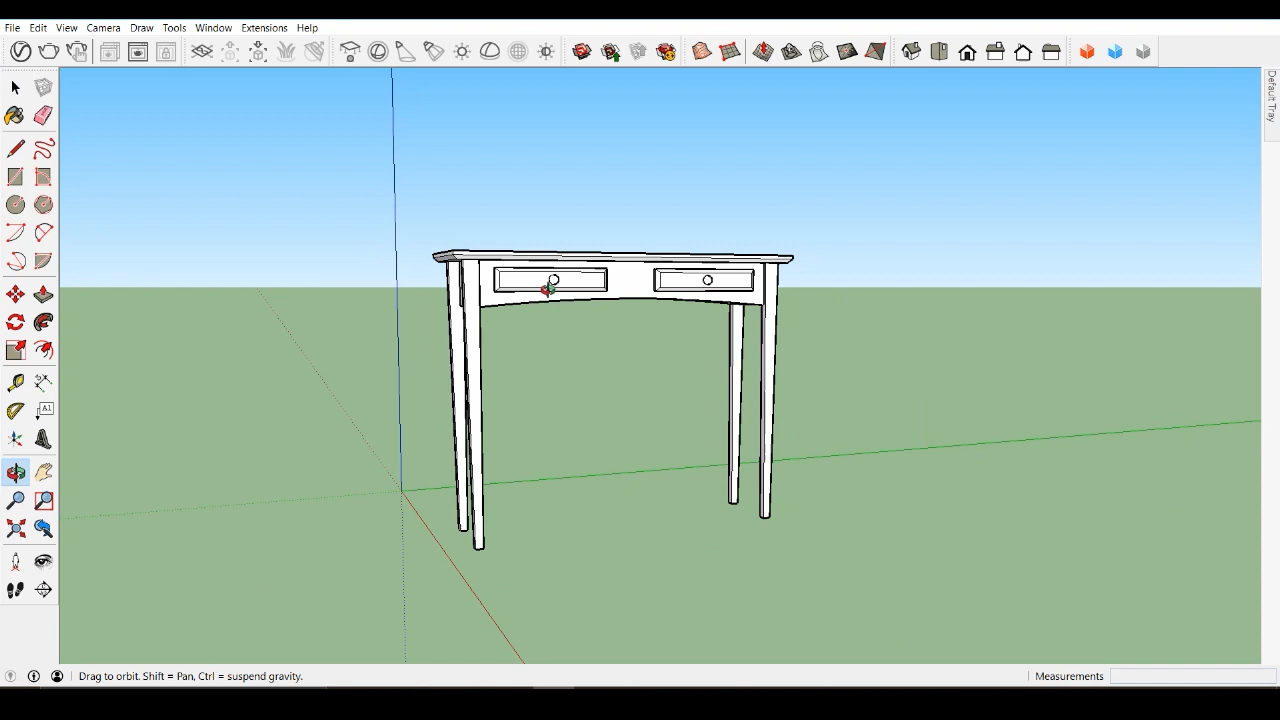 File Edit View Camera Draw Tools Window Extensions Help
Default Tray
A1
Drag to orbit. Shift = Pan, Ctrl = suspend gravity.
Measurements